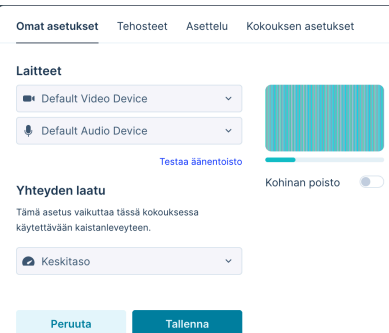 Omat asetukset Tehosteet Asettelu Kokouksen asetukset
Laitteet
Default Video Device
Default Audio Device
Testaa äänentoisto
Kohinan poisto
Yhteyden laatu
Tämä asetus vaikuttaa tässä kokouksessa
käytettävään kaistanleveyteen.
Keskitaso
Peruuta Tallenna